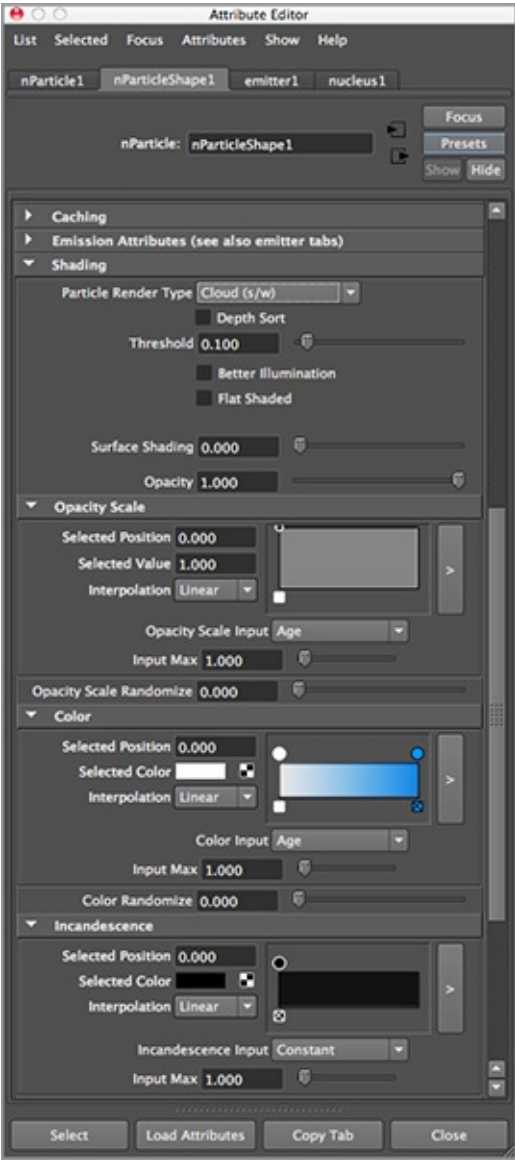 Attribute Editor
List Selected Focus Attributes Show Help
nParticle1 nParticleShape1 emitter1 nucleus1
Focus
nParticle: nParticleShape1
Presets
Show Hide
Caching
Emission Attributes (see also emitter tabs)
Shading
Particle Render Type Cloud (s/w)
Depth Sort
Threshold 0.100
Better Illumination
Flat Shaded
Surface Shading 0.000
Opacity 1.000
Opacity Scale
Selected Position 0.000
Selected Value 1.000
>
Interpolation Linear
Opacity Scale Input Age
Input Max 1.000
Opacity Scale Randomize 0.000
Color
Selected Position 0.000
Selected Color
>
Interpolation Linear
Color Input Age
Input Max 1.000
Color Randomize 0.000
Incandescence
Selected Position 0.000
Selected Color
>
Interpolation Linear
Incandescence Input Constant
Input Max 1.000
Select Load Attributes Copy Tab Close